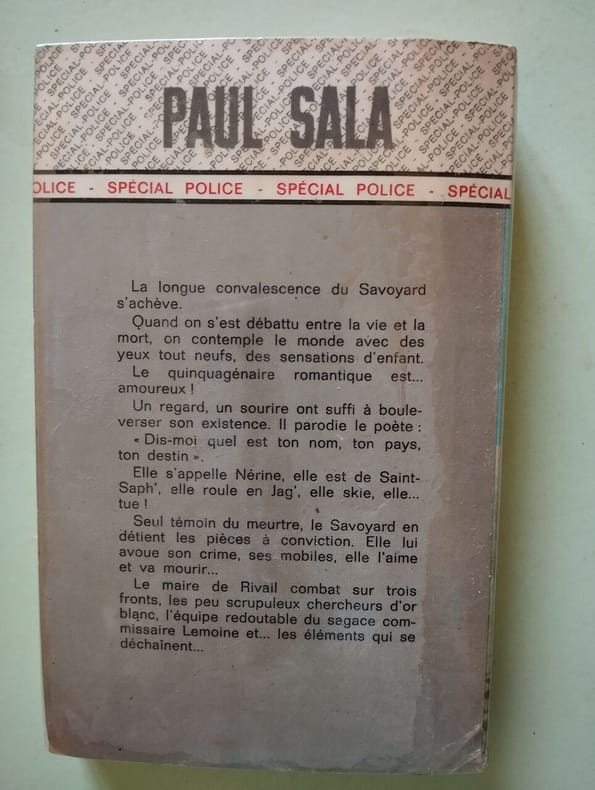 PAUL SALA
OLICE - SPÉCIAL POLICE - SPÉCIAL POLICE - SPÉCIAL
La longue convalescence du Savoyard
s'achève.
Quand on s'est débattu entre la vie et la
mort, on contemple le monde avec des
yeux tout neufs, des sensations d'enfant.
Le quinquagénaire romantique est...
amoureux !
Un regard, un sourire ont suffi à boule-
verser son existence. Il parodie le poète :
« Dis-moi quel est ton nom, ton pays,
ton destin ».
Elle s'appelle Nérine, elle est de Saint-
Saph', elle roule en Jag', elle skie, elle...
tue !
Seul témoin du meurtre, le Savoyard en
détient les pièces à conviction. Elle lui
avoue son crime, ses mobiles, elle l'aime
et va mourir...
Le maire de Rivail combat sur trois
fronts, les peu scrupuleux chercheurs d'or
blanc, l'équipe redoutable du sagace com-
missaire Lemoine et... les éléments qui se
déchaînent...